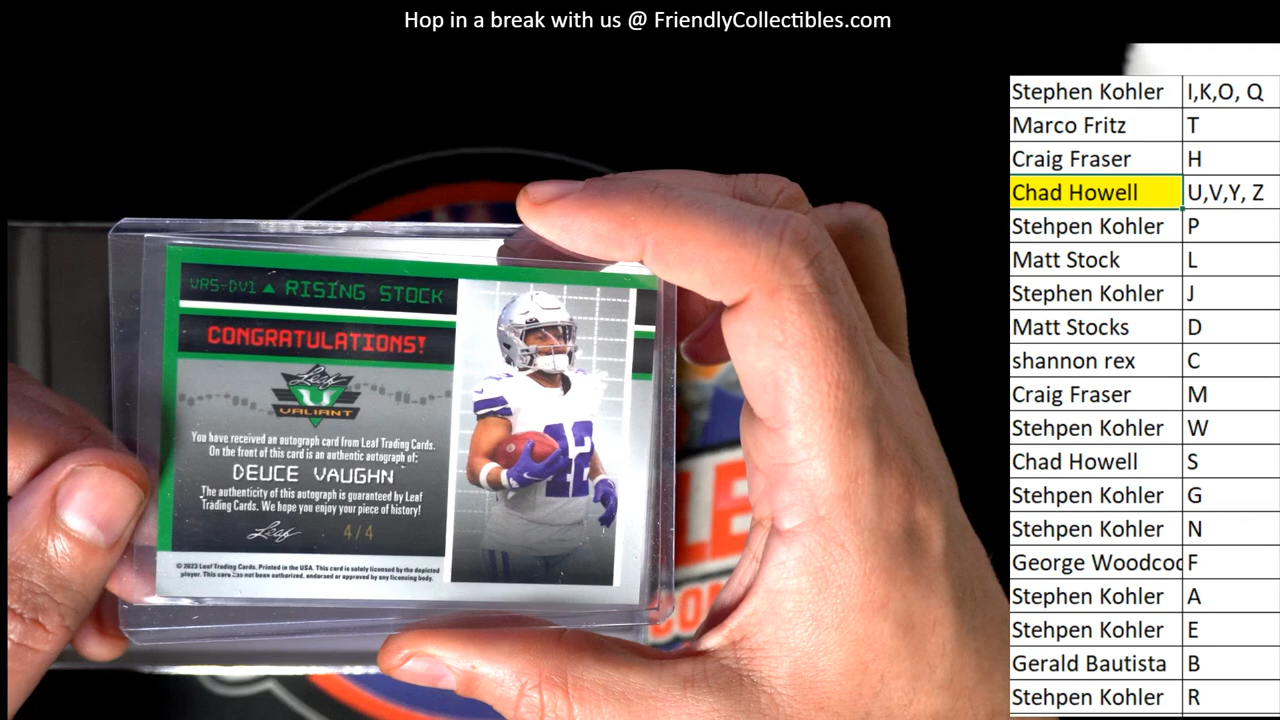 Hop in a break with us @ FriendlyCollectibles.com
VRS-DV1 ▲ RISING STOCK
CONGRATULATIONS!
Leaf
VALIANT
You have received an autograph card from Leaf Trading Cards.
On the front of this card is an authentic autograph of:
DEUCE VAUGHN
The authenticity of this autograph is guaranteed by Leaf
Trading Cards. We hope you enjoy your piece of history!
Leaf 4/4
© 2023 Leaf Trading Cards. Printed in the USA. This card is solely licensed by the depicted
player. This card has not been authorized, endorsed or approved by any licensing body.
42
Stephen Kohler I,K,O, Q
Marco Fritz T
Craig Fraser H
Chad Howell U,V,Y, Z
Stehpen Kohler P
Matt Stock L
Stephen Kohler J
Matt Stocks D
shannon rex C
Craig Fraser M
Stehpen Kohler W
Chad Howell S
Stehpen Kohler G
Stehpen Kohler N
George Woodcoc F
Stephen Kohler A
Stehpen Kohler E
Gerald Bautista B
Stehpen Kohler R